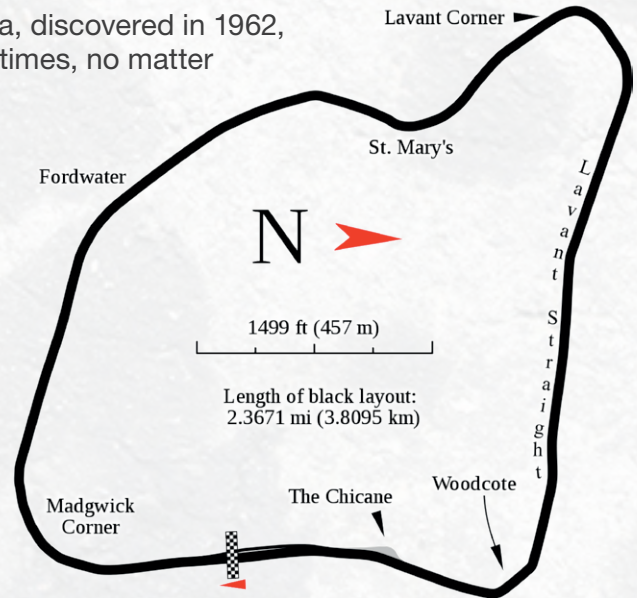 a, discovered in 1962,
times, no matter
Lavant Corner
St. Mary's
Fordwater
Lavant Straight
N
1499 ft (457 m)
Length of black layout:
2.3671 mi (3.8095 km)
Woodcote
The Chicane
Madgwick
Corner